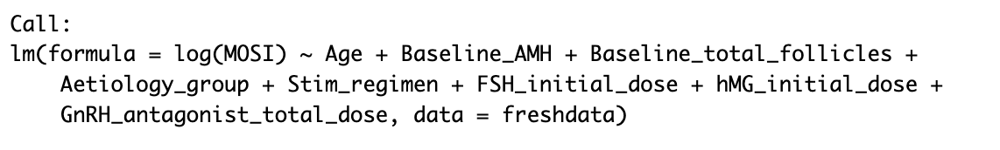 Call:
lm(formula = log(MOSI) ~ Age + Baseline_AMH + Baseline_total_follicles +
    Aetiology_group + Stim_regimen + FSH_initial_dose + hMG_initial_dose +
    GnRH_antagonist_total_dose, data = freshdata)